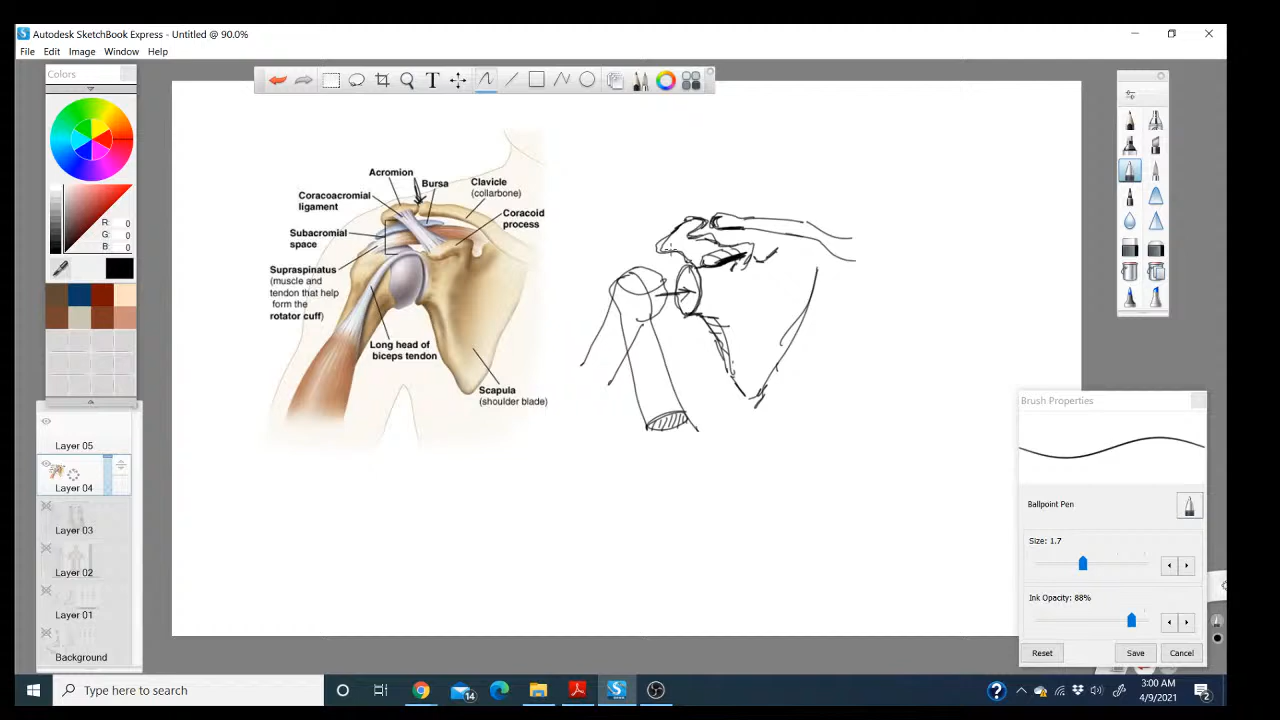 Autodesk SketchBook Express - Untitled @ 90.0%
File Edit Image Window Help
Colors
R: 0
G: 0
B: 0
T
Acromion
Bursa
Clavicle
(collarbone)
Coracoacromial
ligament
Coracoid
process
Subacromial
space
Supraspinatus
(muscle and
tendon that help
form the
rotator cuff)
Long head of
biceps tendon
Scapula
(shoulder blade)
Layer 05
Layer 04
Layer 03
Layer 02
Layer 01
Background
Brush Properties
Ballpoint Pen
Size: 1.7
Ink Opacity: 88%
Reset Save Cancel
Type here to search
14
3:00 AM
4/9/2021
2